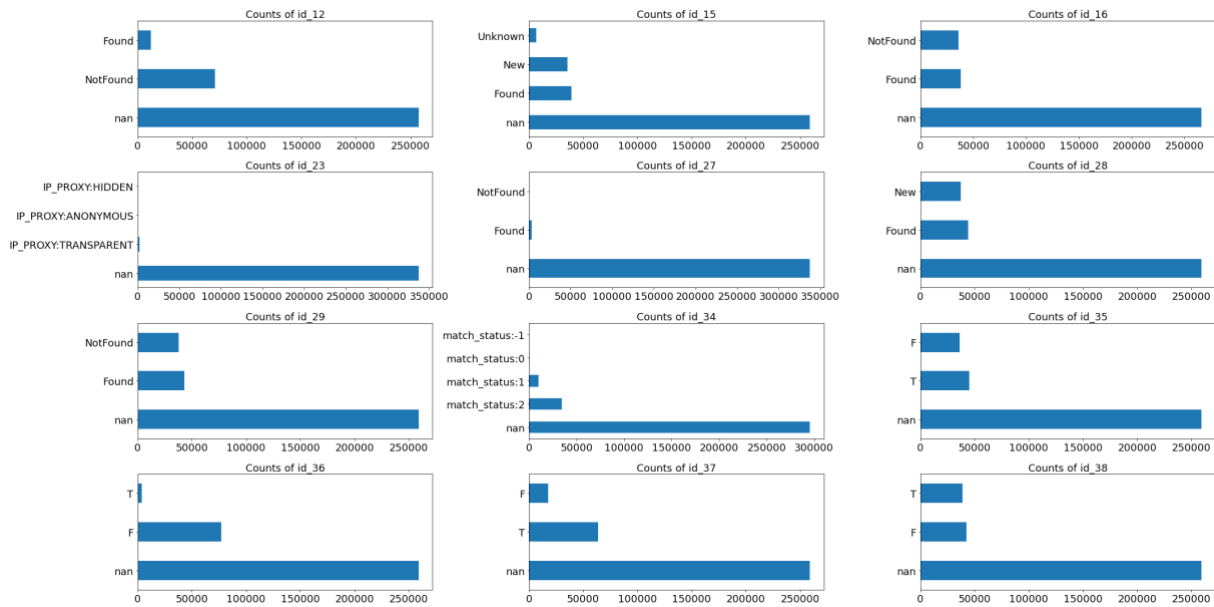 Counts of id_12
Found
NotFound
nan
0 50000 100000 150000 200000 250000
Counts of id_15
Unknown
New
Found
nan
0 50000 100000 150000 200000 250000
Counts of id_16
NotFound
Found
nan
0 50000 100000 150000 200000 250000
Counts of id_23
IP_PROXY:HIDDEN
IP_PROXY:ANONYMOUS
IP_PROXY:TRANSPARENT
nan
0 50000 100000 150000 200000 250000 300000 350000
Counts of id_27
NotFound
Found
nan
0 50000 100000 150000 200000 250000 300000 350000
Counts of id_28
New
Found
nan
0 50000 100000 150000 200000 250000
Counts of id_29
NotFound
Found
nan
0 50000 100000 150000 200000 250000
Counts of id_34
match_status:-1
match_status:0
match_status:1
match_status:2
nan
0 50000 100000 150000 200000 250000 300000
Counts of id_35
F
T
nan
0 50000 100000 150000 200000 250000
Counts of id_36
T
F
nan
0 50000 100000 150000 200000 250000
Counts of id_37
F
T
nan
0 50000 100000 150000 200000 250000
Counts of id_38
T
F
nan
0 50000 100000 150000 200000 250000